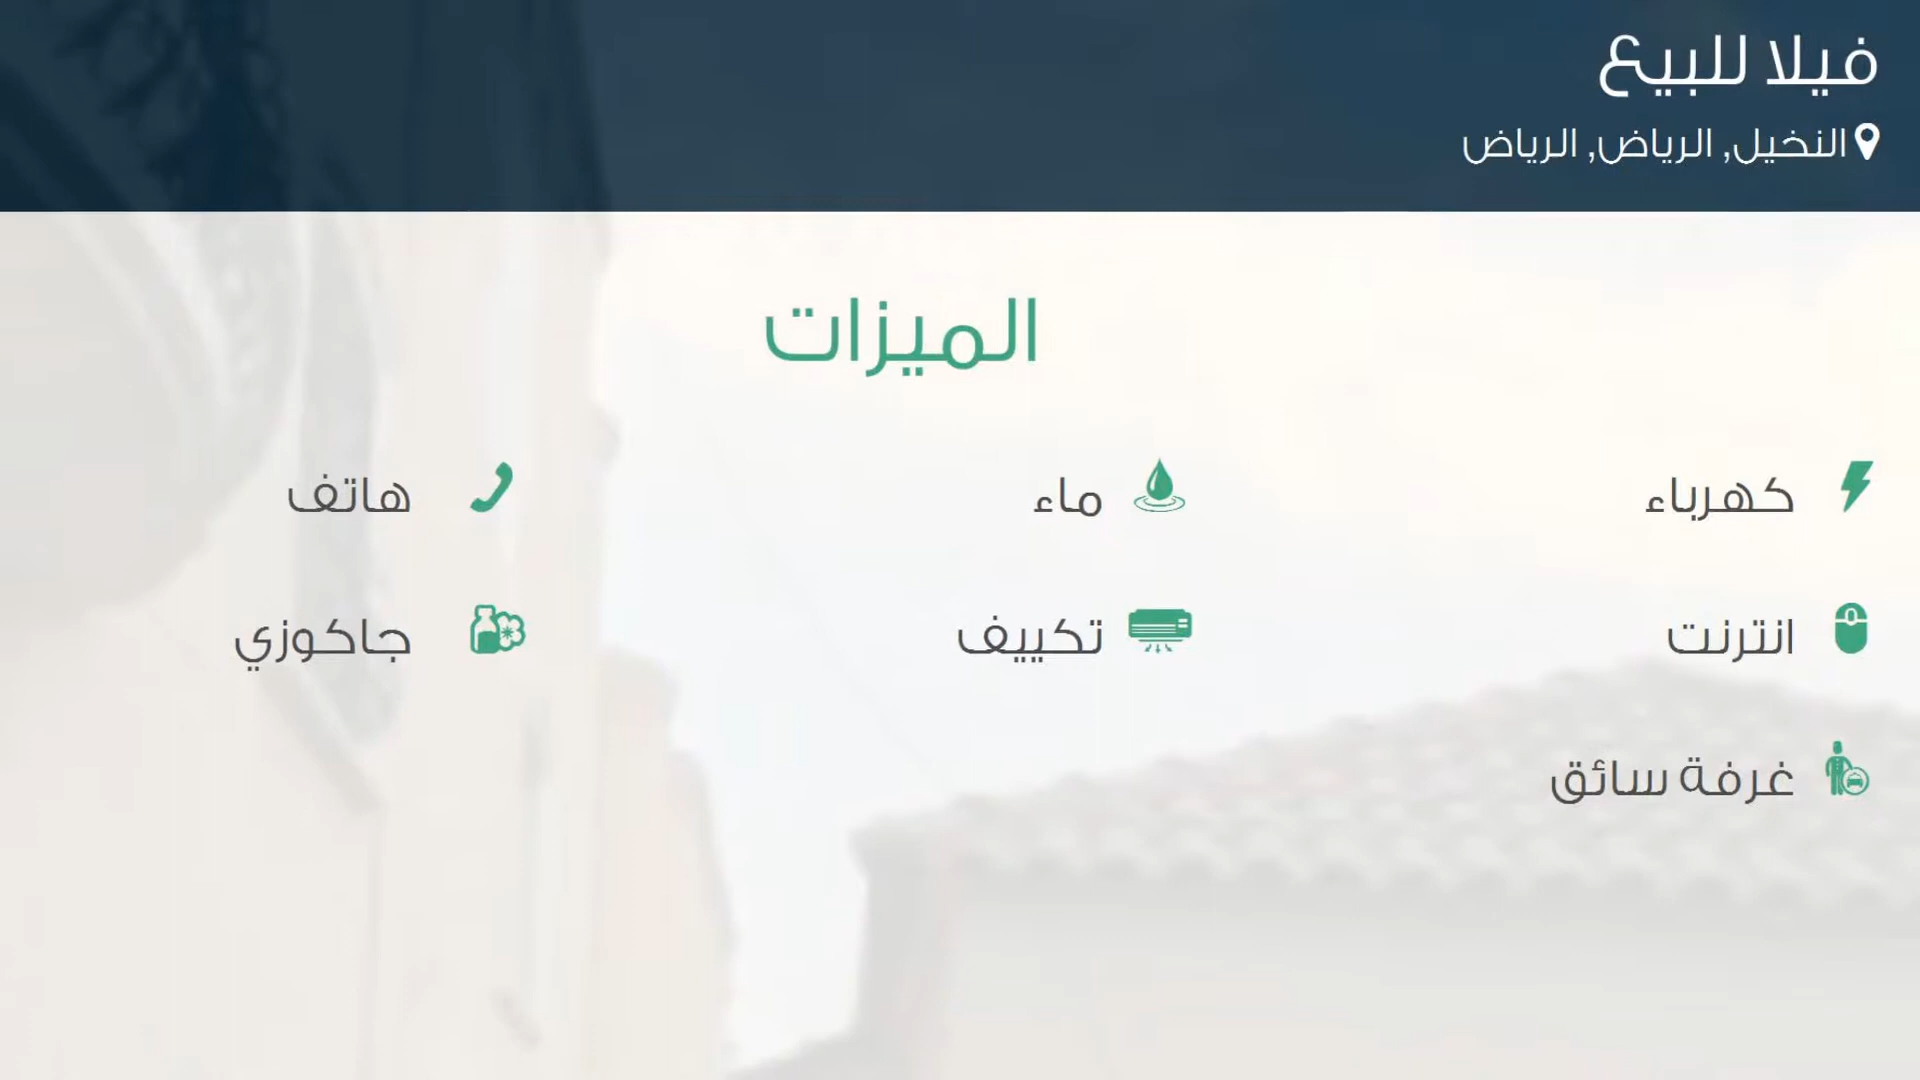 فيلا للبيع
النخيل, الرياض, الرياض
الميزات
كهرباء ماء هاتف
انترنت تكييف جاكوزي
غرفة سائق